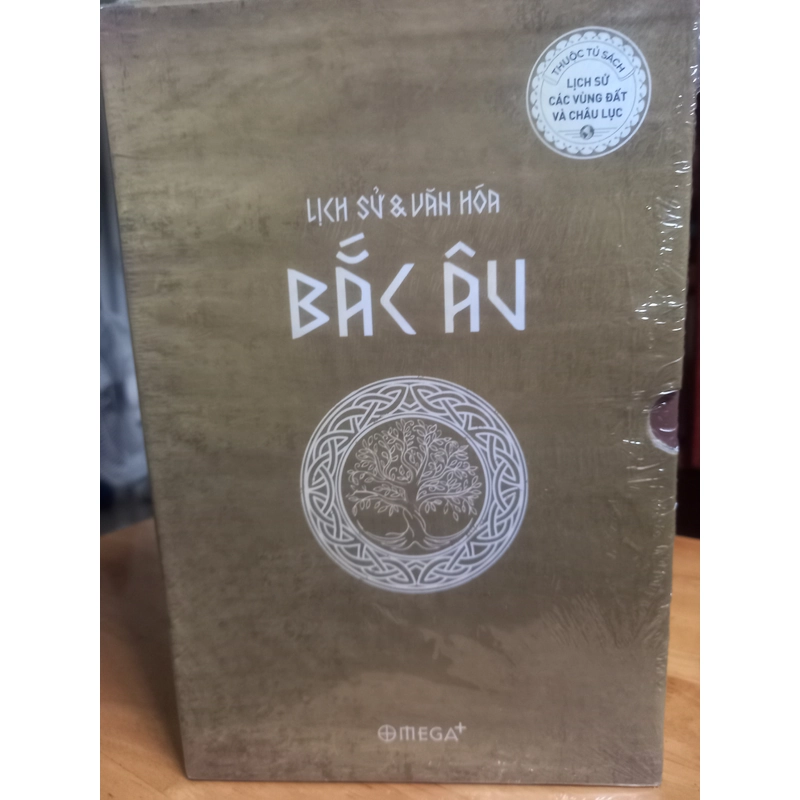 THUỘC TỦ SÁCH
LỊCH SỬ
CÁC VÙNG ĐẤT
VÀ CHÂU LỤC
LỊCH SỬ & VĂN HÓA
BẮC ÂU
OMEGA+